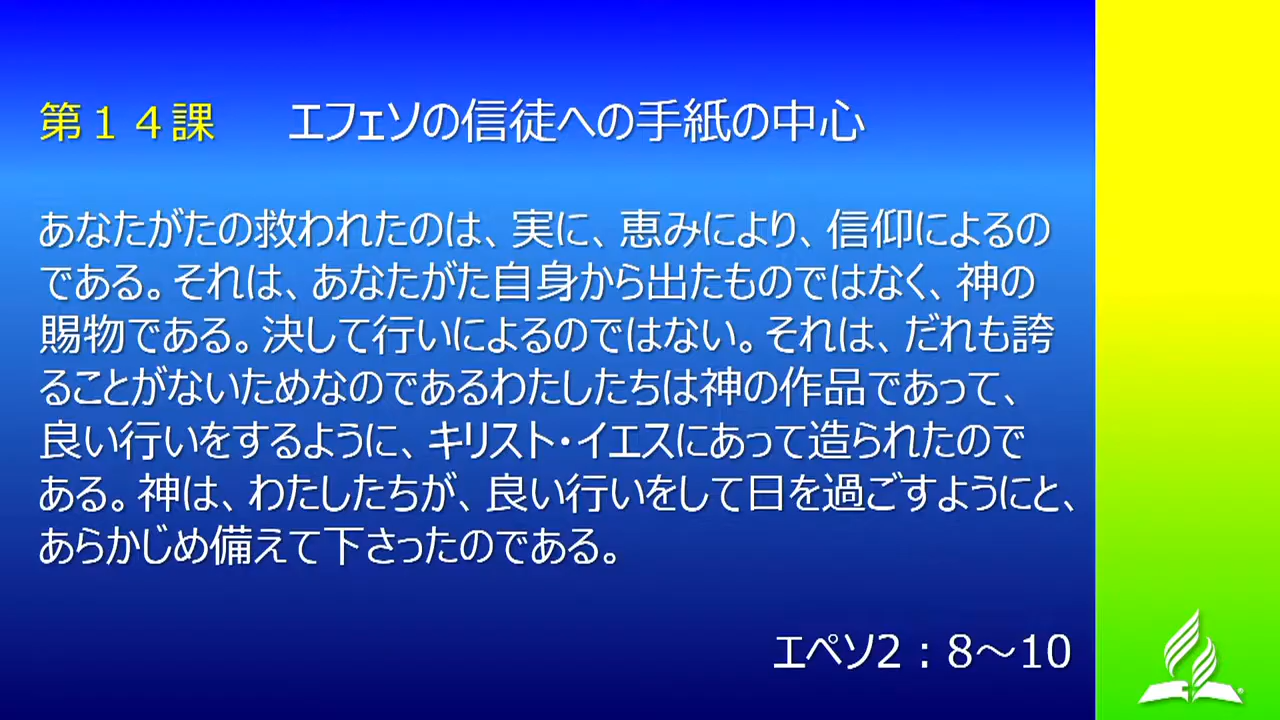 第１４課　エフェソの信徒への手紙の中心
あなたがたの救われたのは、実に、恵みにより、信仰によるの
である。それは、あなたがた自身から出たものではなく、神の
賜物である。決して行いによるのではない。それは、だれも誇
ることがないためなのであるわたしたちは神の作品であって、
良い行いをするように、キリスト・イエスにあって造られたので
ある。神は、わたしたちが、良い行いをして日を過ごすようにと、
あらかじめ備えて下さったのである。
エペソ2：8～10